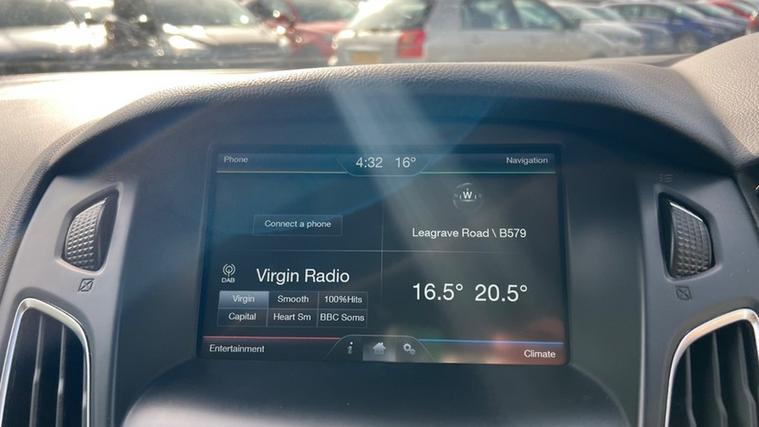 Phone 4:32 16° Navigation
W
Connect a phone
Leagrave Road \ B579
DAB
Virgin Radio
16.5° 20.5°
Virgin Smooth 100%Hits
Capital Heart Sm BBC Soms
Entertainment
i
Climate